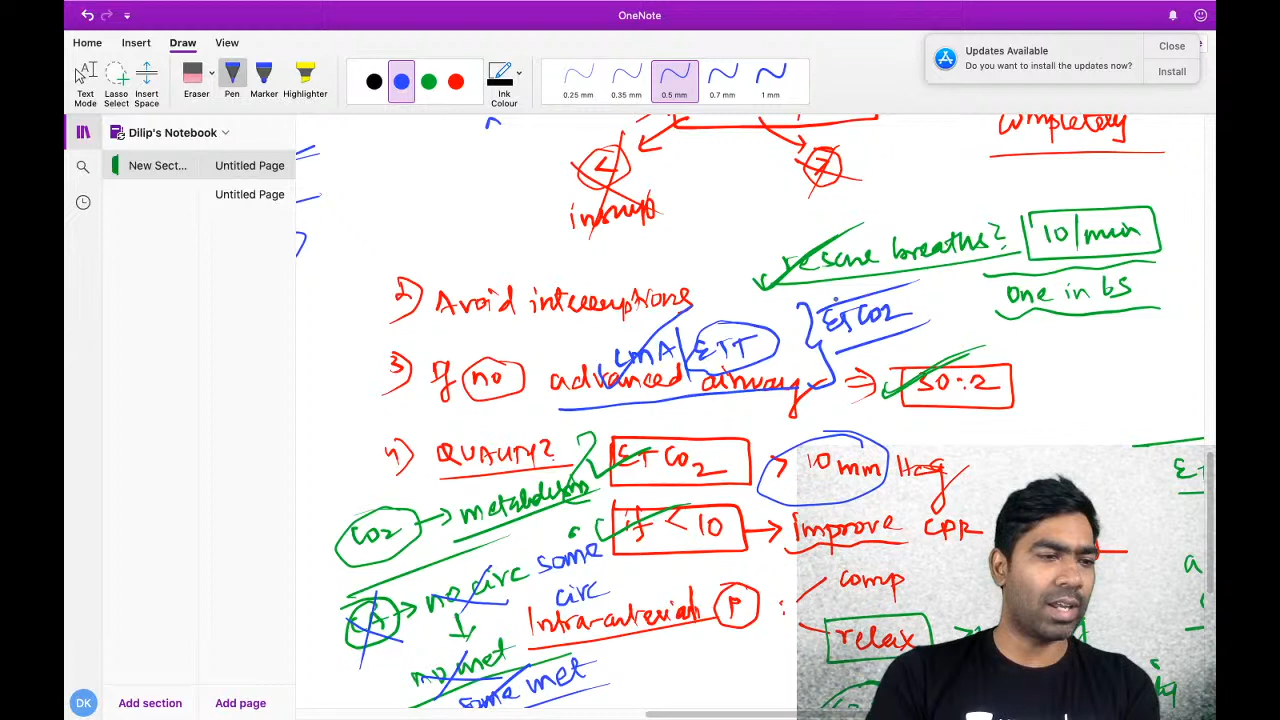 OneNote
Home Insert Draw View
Updates Available
Do you want to install the updates now?
Close
Install
Text Mode
Lasso Select
Insert Space
Eraser
Pen
Marker
Highlighter
Ink Colour
0.25 mm
0.35 mm
0.5 mm
0.7 mm
1 mm
Dilip's Notebook
New Sect...
Untitled Page
Untitled Page
completely
<
>
rescue breaths? 10/min
one in 6s
2) Avoid interruptions
LMA | ETT } ETCO2
3) If no advanced airway ⇒ 30:2
4) QUALITY? ETCO2 > 10 mm Hg
CO2 → metabolism
if < 10 → Improve CPR
CA → no circ some circ
comp
Intra-arterial P :
relax
no met
some met
DK
Add section
Add page